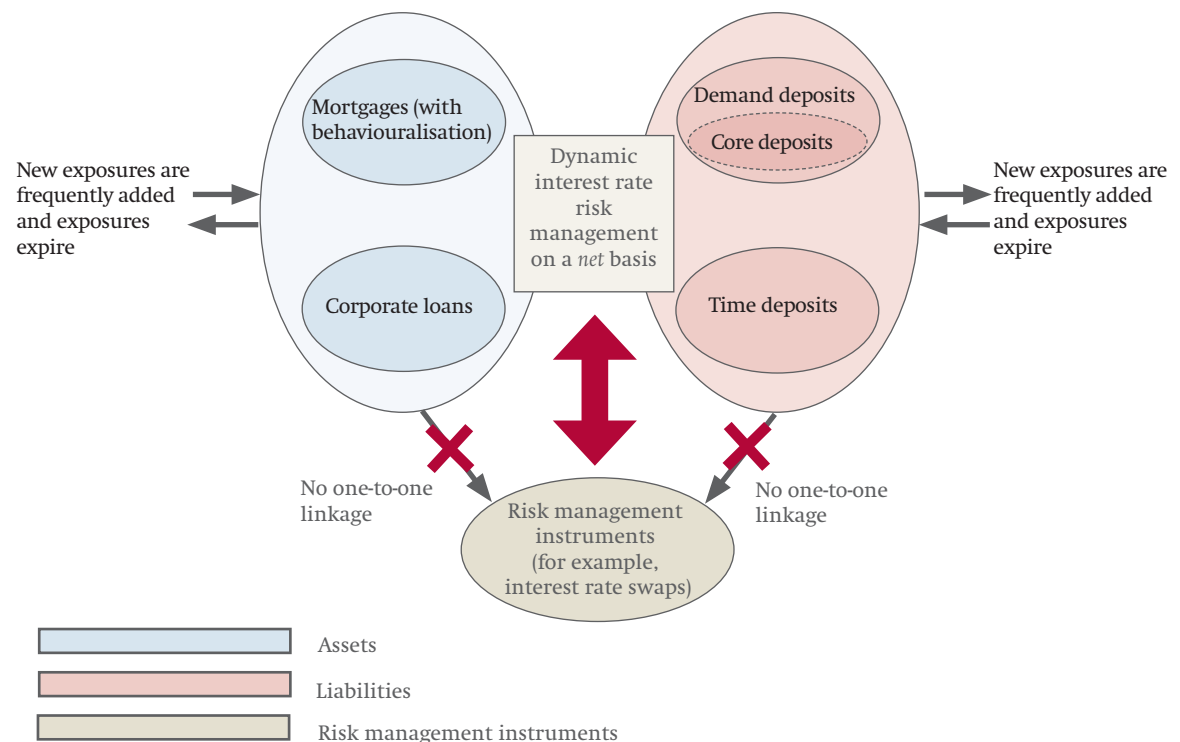 Mortgages (with
behaviouralisation)
Corporate loans
Demand deposits
Core deposits
Time deposits
Dynamic
interest rate
risk
management
on a net basis
New exposures are
frequently added
and exposures
expire
New exposures are
frequently added
and exposures
expire
No one-to-one
linkage
No one-to-one
linkage
Risk management
instruments
(for example,
interest rate swaps)
Assets
Liabilities
Risk management instruments